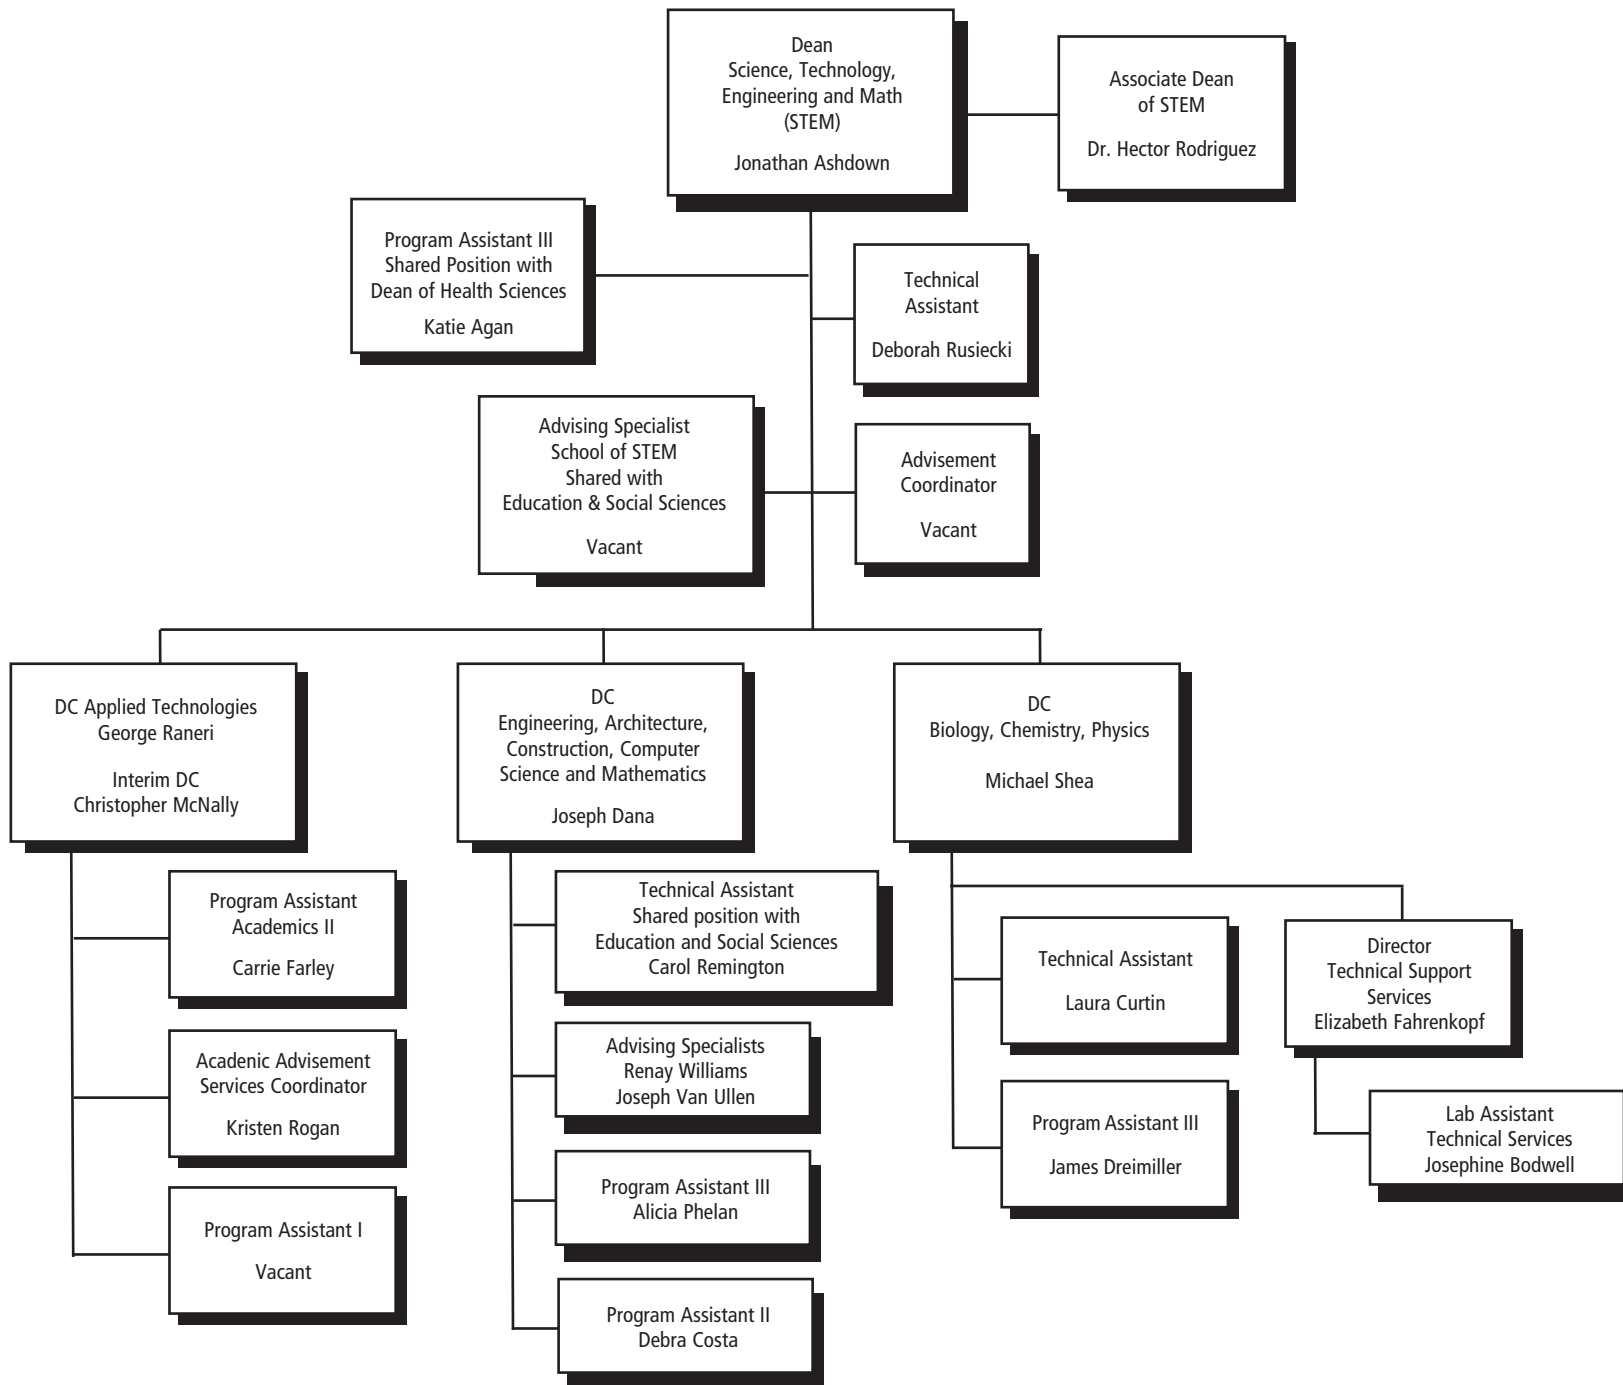 Dean
Science, Technology,
Engineering and Math
(STEM)
Jonathan Ashdown
Associate Dean
of STEM
Dr. Hector Rodriguez
Program Assistant III
Shared Position with
Dean of Health Sciences
Katie Agan
Technical
Assistant
Deborah Rusiecki
Advising Specialist
School of STEM
Shared with
Education & Social Sciences
Vacant
Advisement
Coordinator
Vacant
DC Applied Technologies
George Raneri
Interim DC
Christopher McNally
DC
Engineering, Architecture,
Construction, Computer
Science and Mathematics
Joseph Dana
DC
Biology, Chemistry, Physics
Michael Shea
Program Assistant
Academics II
Carrie Farley
Acadenic Advisement
Services Coordinator
Kristen Rogan
Program Assistant I
Vacant
Technical Assistant
Shared position with
Education and Social Sciences
Carol Remington
Advising Specialists
Renay Williams
Joseph Van Ullen
Program Assistant III
Alicia Phelan
Program Assistant II
Debra Costa
Technical Assistant
Laura Curtin
Program Assistant III
James Dreimiller
Director
Technical Support
Services
Elizabeth Fahrenkopf
Lab Assistant
Technical Services
Josephine Bodwell